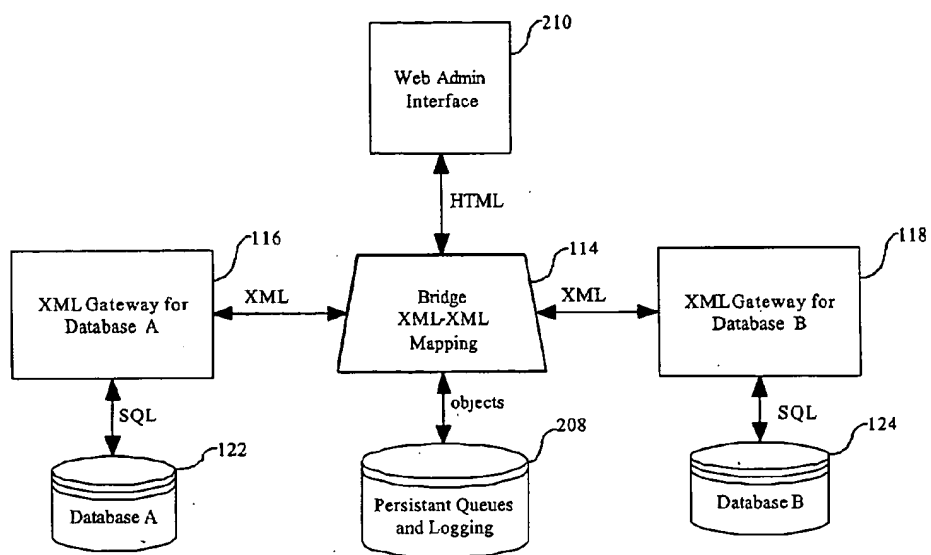 210
Web Admin
Interface
HTML
116
114
118
XML Gateway for
Database A
XML
Bridge
XML-XML
Mapping
XML
XML Gateway for
Database B
SQL
objects
SQL
122
208
124
Database A
Persistant Queues
and Logging
Database B